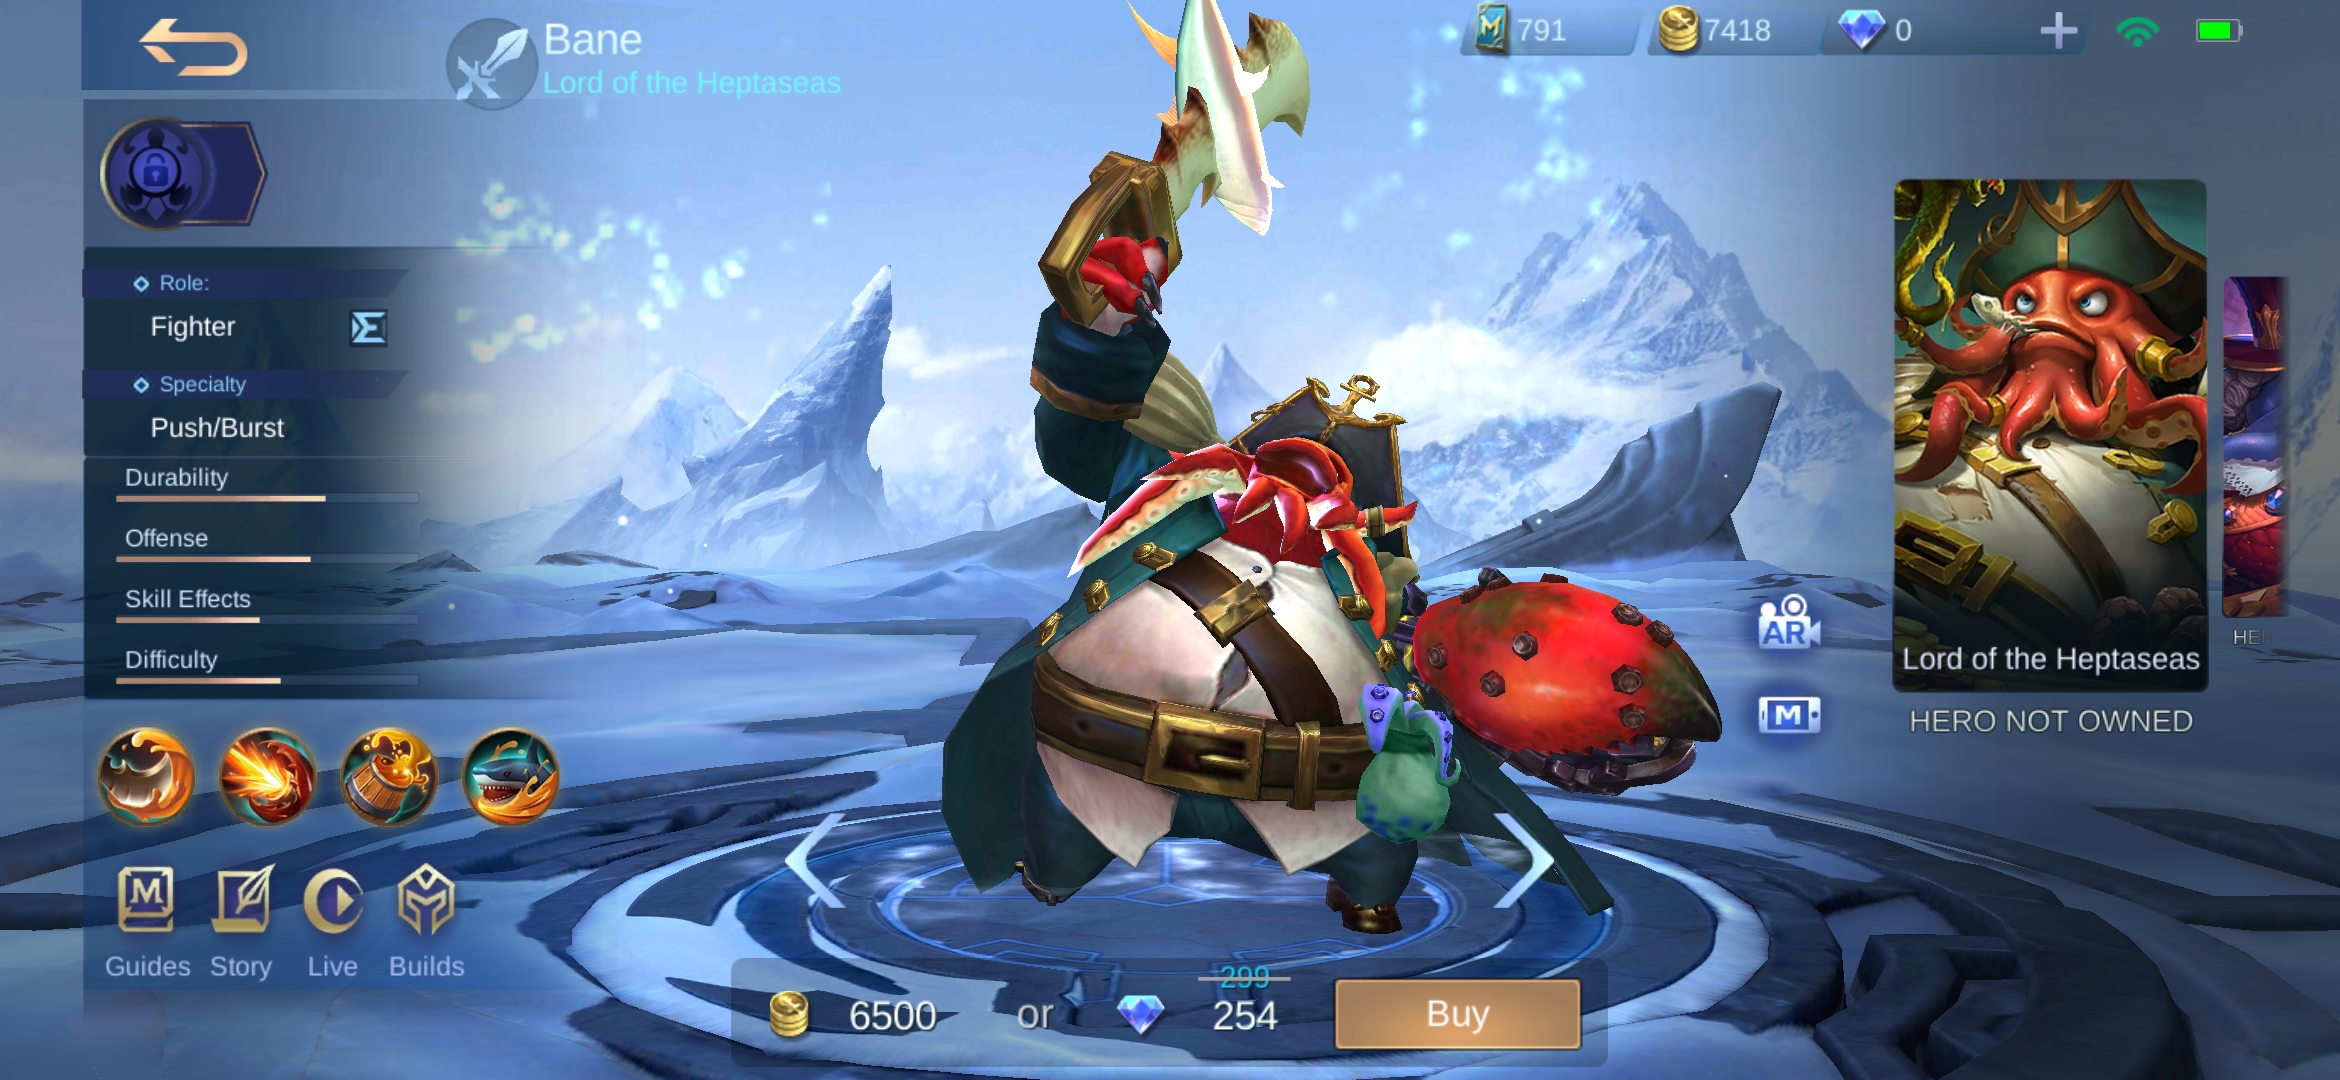 Bane
Lord of the Heptaseas
791
7418
0
Role:
Fighter
Specialty
Push/Burst
Durability
Offense
Skill Effects
Difficulty
Guides
Story
Live
Builds
AR
M
Lord of the Heptaseas
HERO NOT OWNED
6500 or 299 254
Buy